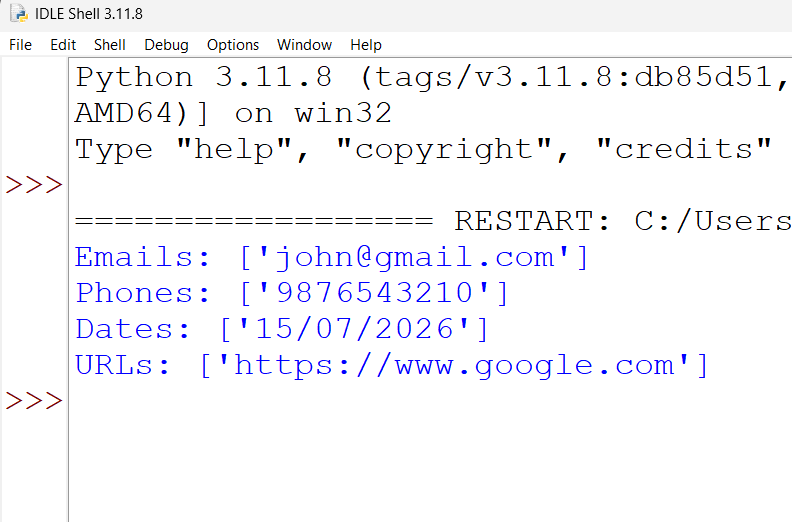 IDLE Shell 3.11.8
File Edit Shell Debug Options Window Help
Python 3.11.8 (tags/v3.11.8:db85d51,
AMD64)] on win32
Type "help", "copyright", "credits"
>>>
=================== RESTART: C:/Users
Emails: ['john@gmail.com']
Phones: ['9876543210']
Dates: ['15/07/2026']
URLs: ['https://www.google.com']
>>>